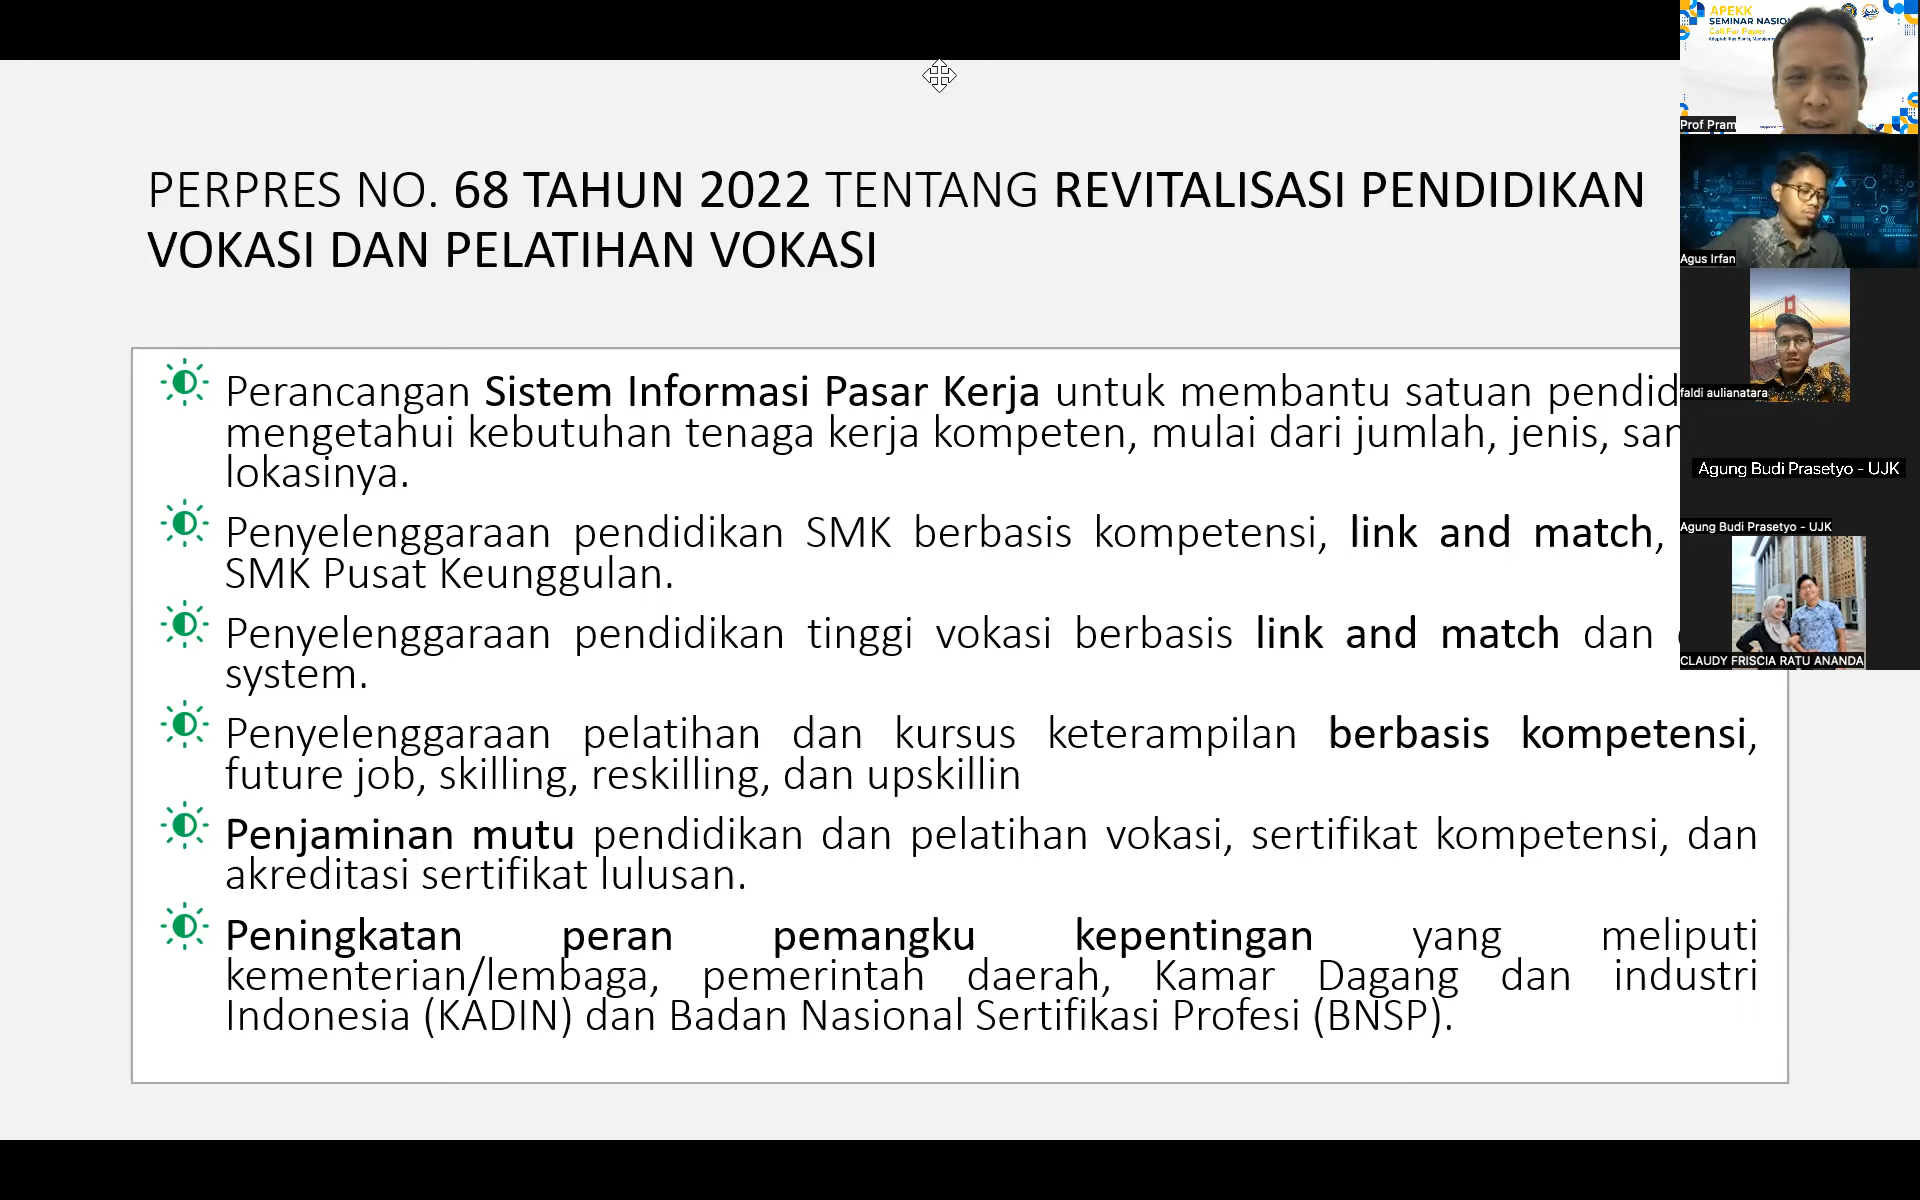 PERPRES NO. 68 TAHUN 2022 TENTANG REVITALISASI PENDIDIKAN
VOKASI DAN PELATIHAN VOKASI
Perancangan Sistem Informasi Pasar Kerja untuk membantu satuan pendid
mengetahui kebutuhan tenaga kerja kompeten, mulai dari jumlah, jenis,
lokasinya.
Penyelenggaraan pendidikan SMK berbasis kompetensi, link and match,
SMK Pusat Keunggulan.
Penyelenggaraan pendidikan tinggi vokasi berbasis link and match dan
system.
Penyelenggaraan pelatihan dan kursus keterampilan berbasis kompetensi,
future job, skilling, reskilling, dan upskillin
Penjaminan mutu pendidikan dan pelatihan vokasi, sertifikat kompetensi, dan
akreditasi sertifikat lulusan.
Peningkatan peran pemangku kepentingan yang meliputi
kementerian/lembaga, pemerintah daerah, Kamar Dagang dan industri
Indonesia (KADIN) dan Badan Nasional Sertifikasi Profesi (BNSP).
APEKK
SEMINAR NASION
Call For Paper
Prof Pram
Agus Irfan
faldi aulianatara
Agung Budi Prasetyo - UJK
Agung Budi Prasetyo - UJK
CLAUDY FRISCIA RATU ANANDA